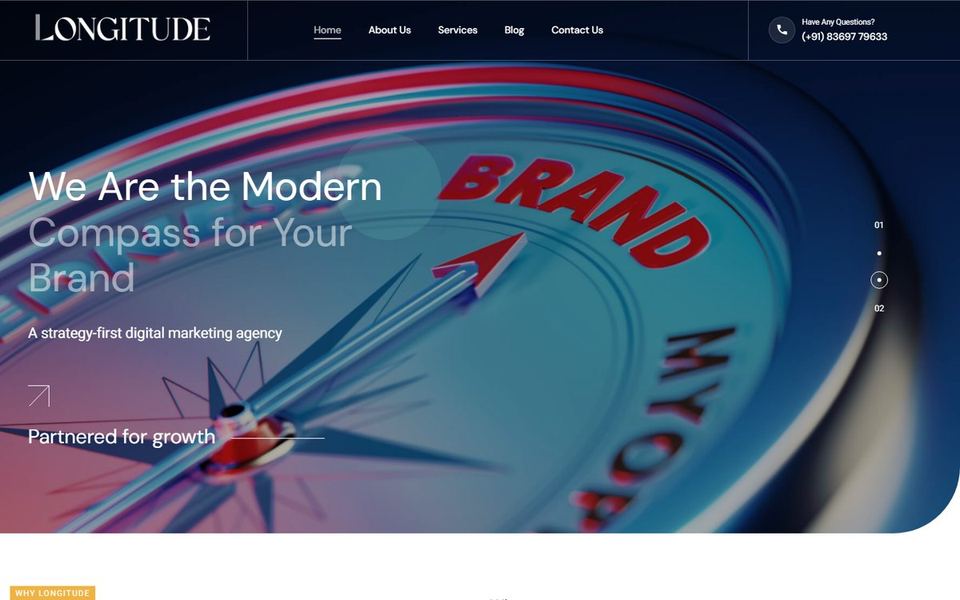 LONGITUDE
Home
About Us
Services
Blog
Contact Us
Have Any Questions?
(+91) 83697 79633
We Are the Modern
Compass for Your
Brand
A strategy-first digital marketing agency
Partnered for growth
BRAND
01
02
WHY LONGITUDE